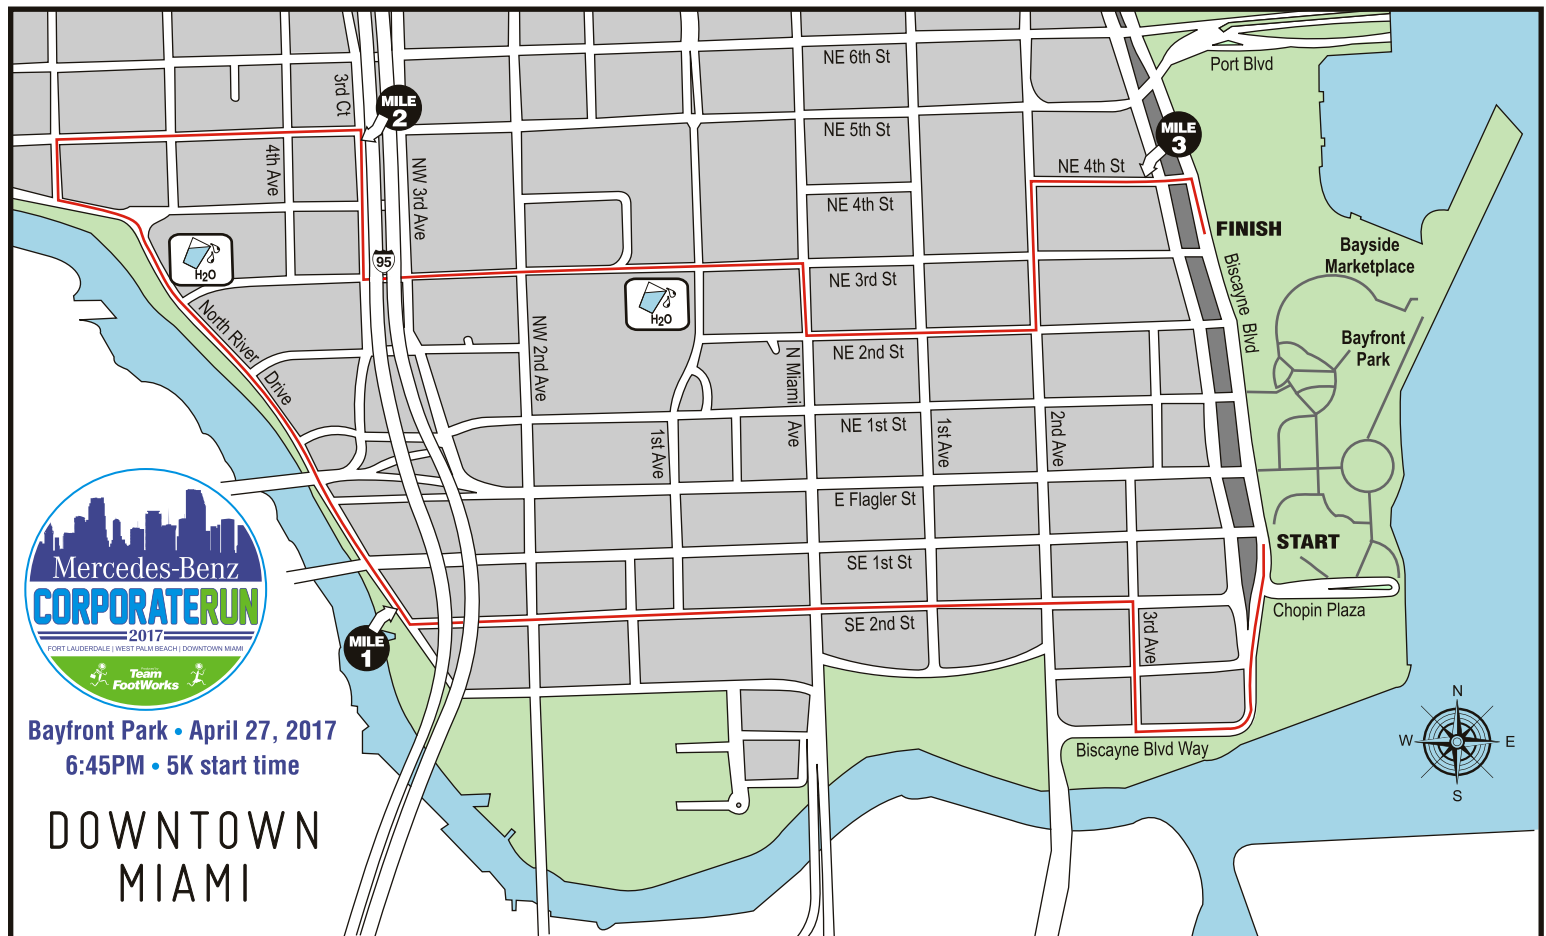 NE 6th St
Port Blvd
3rd Ct
MILE
2
NE 5th St
MILE
3
4th Ave
NW 3rd Ave
NE 4th St
NE 4th St
FINISH
Bayside
Marketplace
H2O
95
NE 3rd St
Biscayne Blvd
H2O
North River Drive
NW 2nd Ave
N Miami Ave
NE 2nd St
Bayfront
Park
1st Ave
NE 1st St
1st Ave
2nd Ave
E Flagler St
START
SE 1st St
Chopin Plaza
SE 2nd St
3rd Ave
MILE
1
Biscayne Blvd Way
Mercedes-Benz
CORPORATERUN
2017
FORT LAUDERDALE | WEST PALM BEACH | DOWNTOWN MIAMI
Team
FootWorks
Bayfront Park • April 27, 2017
6:45PM • 5K start time
DOWNTOWN
MIAMI
N
W
E
S